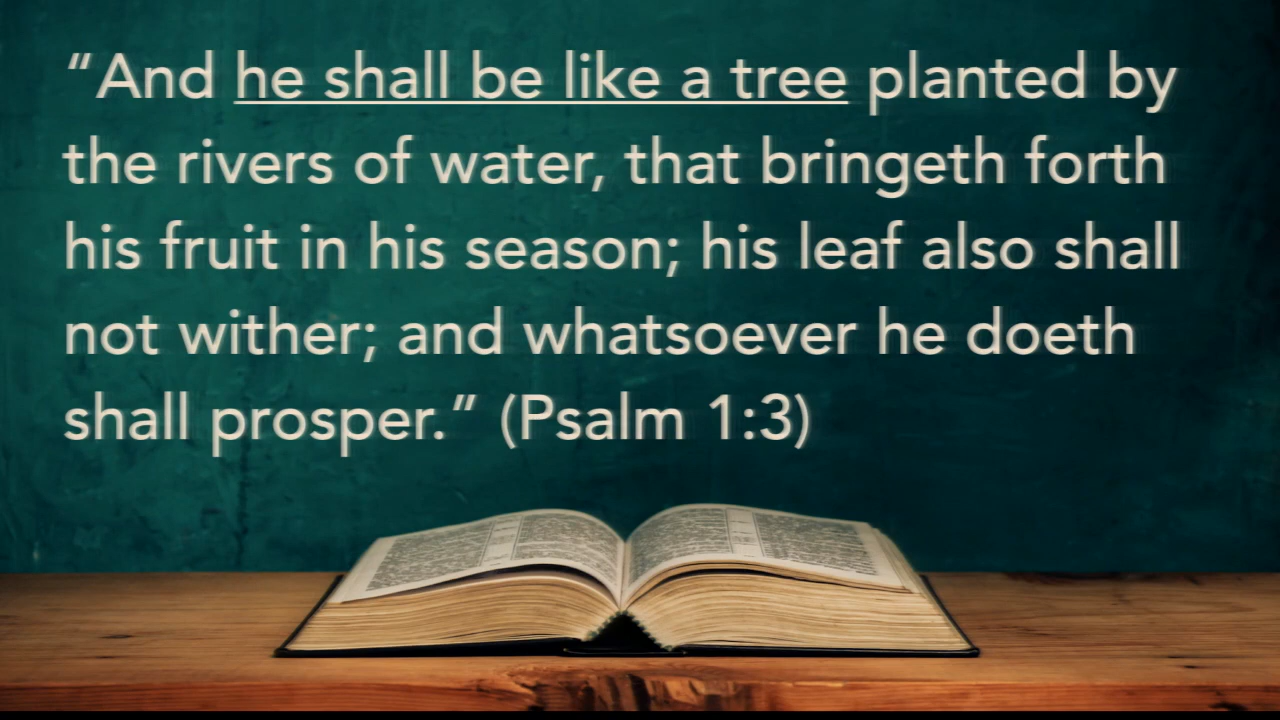 “And he shall be like a tree planted by
the rivers of water, that bringeth forth
his fruit in his season; his leaf also shall
not wither; and whatsoever he doeth
shall prosper.” (Psalm 1:3)